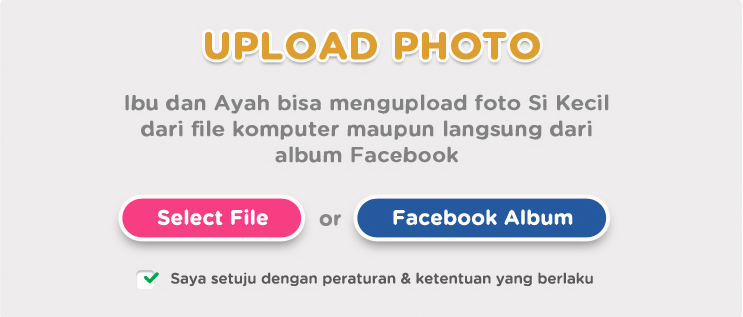 UPLOAD PHOTO
Ibu dan Ayah bisa mengupload foto Si Kecil
dari file komputer maupun langsung dari
album Facebook
Select File or Facebook Album
Saya setuju dengan peraturan & ketentuan yang berlaku